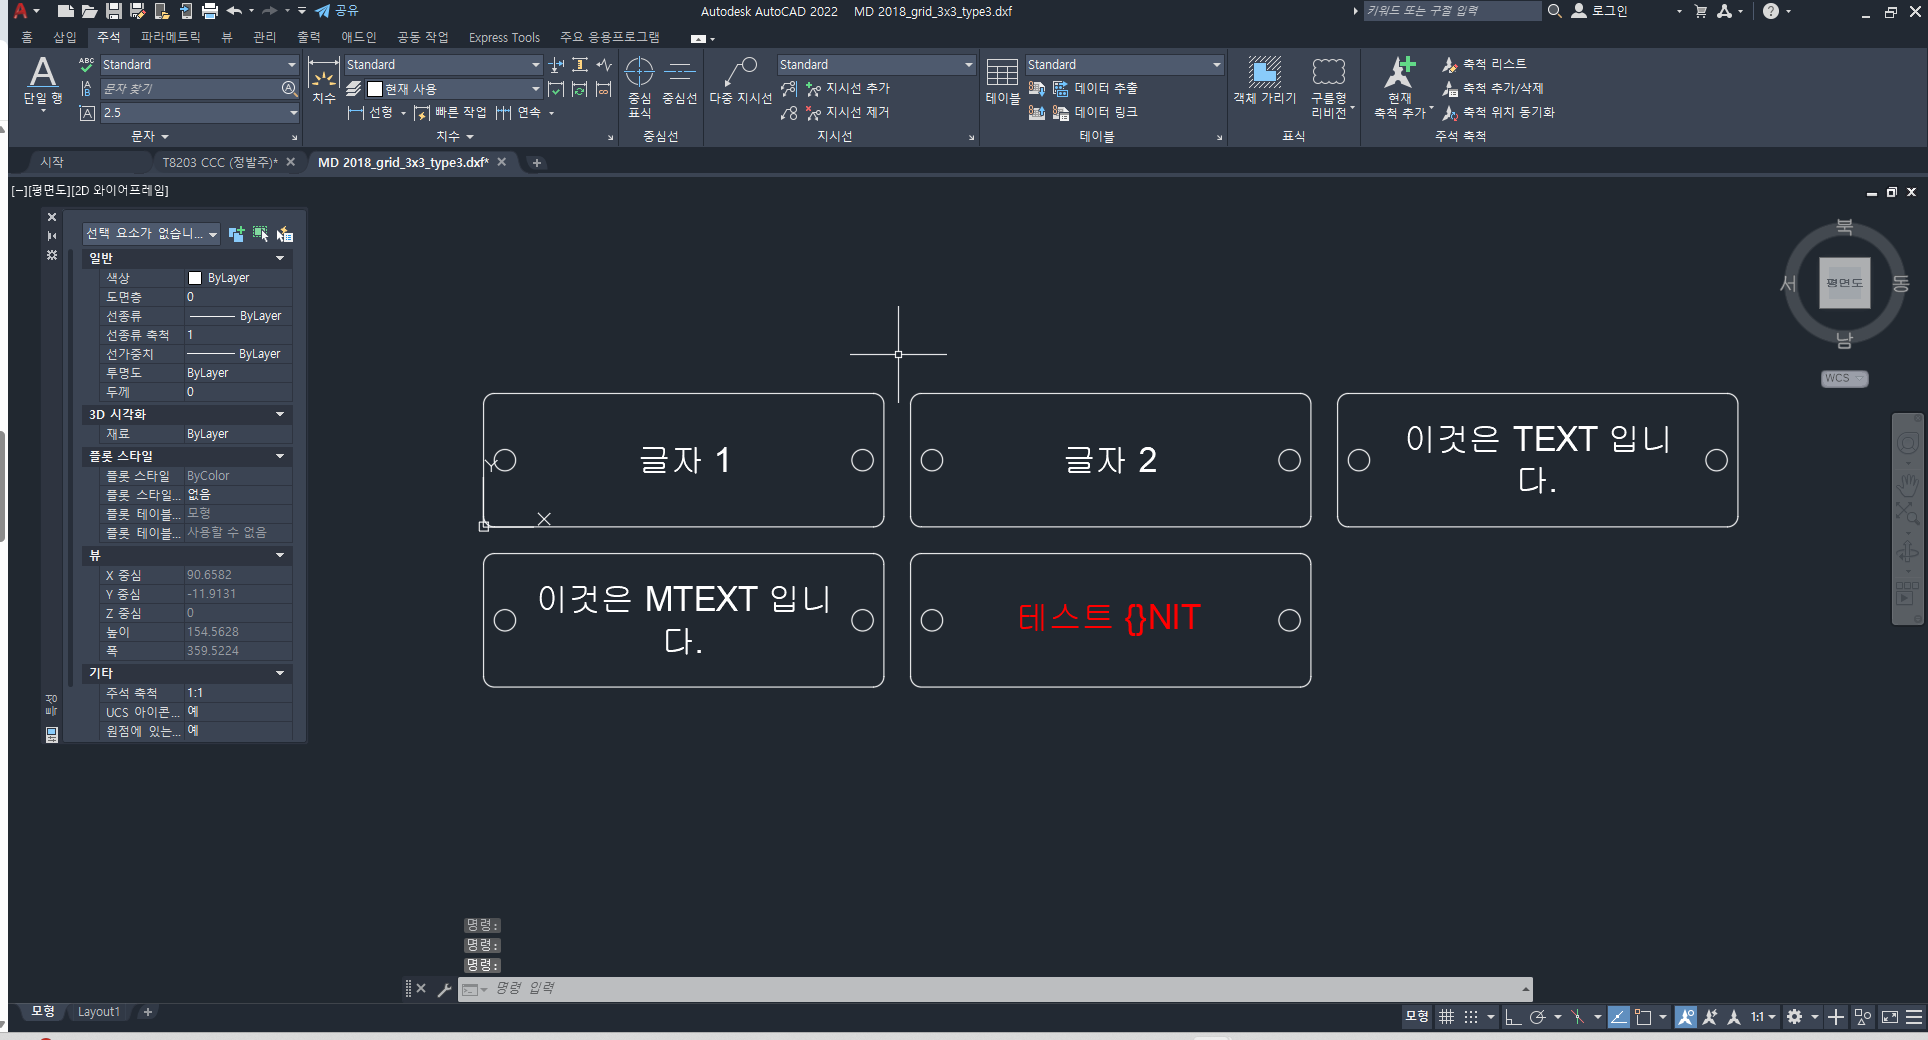 공유
Autodesk AutoCAD 2022 MD 2018_grid_3x3_type3.dxf
키워드 또는 구절 입력
로그인
홈 삽입 주석 파라메트릭 뷰 관리 출력 애드인 공동 작업 Express Tools 주요 응용프로그램
단일 행
Standard
문자 찾기
2.5
문자
치수
Standard
현재 사용
선형 빠른 작업 연속
치수
중심 표식
중심선
중심선
다중 지시선
Standard
지시선 추가
지시선 제거
지시선
테이블
Standard
데이터 추출
데이터 링크
테이블
객체 가리기
구름형 리비전
표식
현재 축척 추가
축척 리스트
축척 추가/삭제
축척 위치 동기화
주석 축척
시작 T8203 CCC (정발주)* MD 2018_grid_3x3_type3.dxf*
[−][평면도][2D 와이어프레임]
선택 요소가 없습니...
일반
색상 ByLayer
도면층 0
선종류 ByLayer
선종류 축척 1
선가중치 ByLayer
투명도 ByLayer
두께 0
3D 시각화
재료 ByLayer
플롯 스타일
플롯 스타일 ByColor
플롯 스타일... 없음
플롯 테이블... 모형
플롯 테이블... 사용할 수 없음
뷰
X 중심 90.6582
Y 중심 -11.9131
Z 중심 0
높이 154.5628
폭 359.5224
기타
주석 축척 1:1
UCS 아이콘... 예
원점에 있는... 예
북
서 평면도 동
남
WCS
글자 1
글자 2
이것은 TEXT 입니
다.
Y
X
이것은 MTEXT 입니
다.
테스트 {}NIT
명령:
명령:
명령:
명령 입력
모형 Layout1
모형
1:1